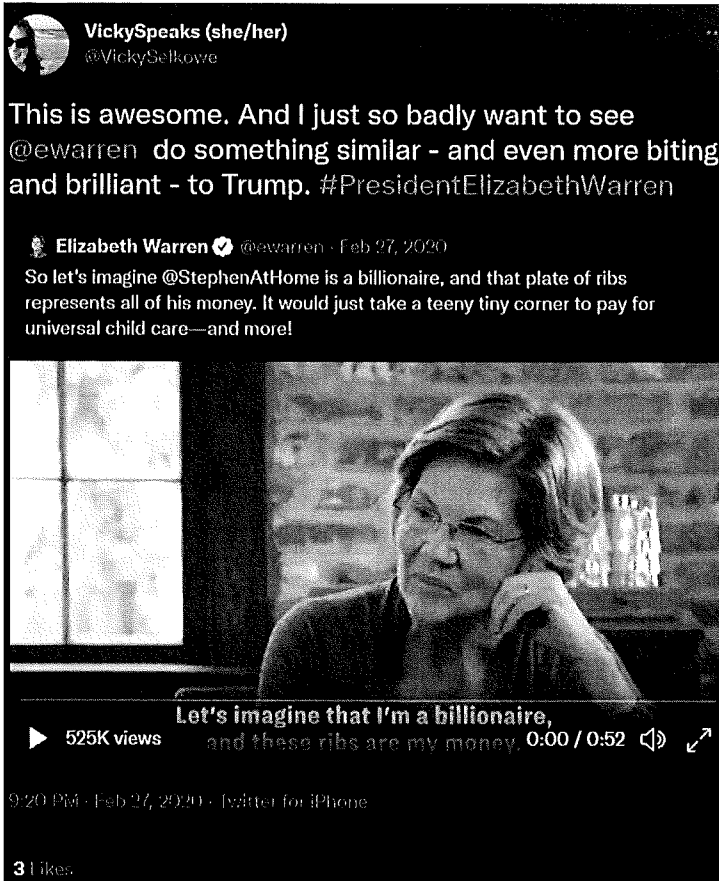 VickySpeaks (she/her)
@VickySelkowe
This is awesome. And I just so badly want to see
@ewarren do something similar - and even more biting
and brilliant - to Trump. #PresidentElizabethWarren
Elizabeth Warren @ewarren · Feb 27, 2020
So let's imagine @StephenAtHome is a billionaire, and that plate of ribs
represents all of his money. It would just take a teeny tiny corner to pay for
universal child care—and more!
Let's imagine that I'm a billionaire,
and these ribs are my money.
525K views
0:00 / 0:52
9:20 PM · Feb 27, 2020 · Twitter for iPhone
3 Likes